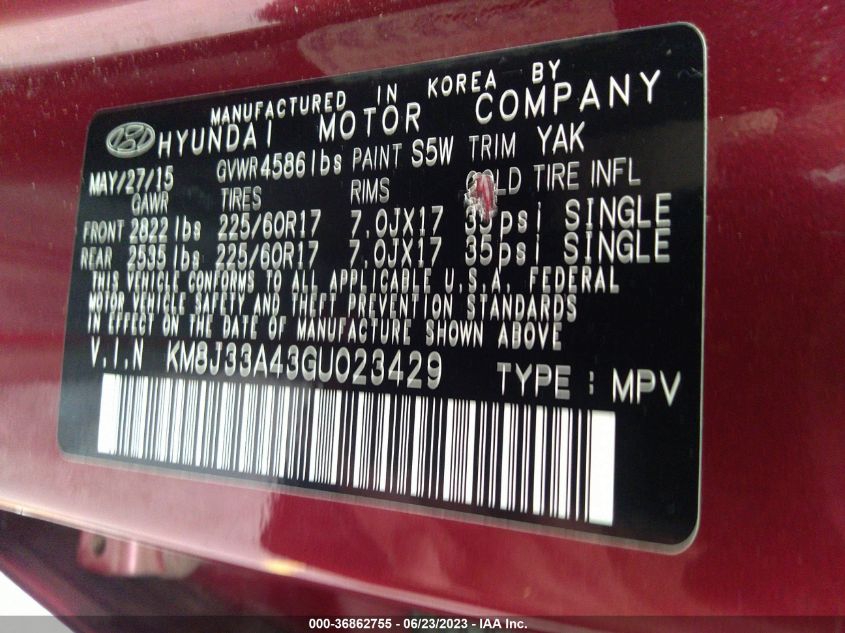 MANUFACTURED IN KOREA BY
HYUNDAI MOTOR COMPANY
MAY/27/15 GVWR 4586lbs PAINT S5W TRIM YAK
GAWR TIRES RIMS COLD TIRE INFL
FRONT 2822 lbs 225/60R17 7.0JX17 35psi SINGLE
REAR 2535 lbs 225/60R17 7.0JX17 35psi SINGLE
THIS VEHICLE CONFORMS TO ALL APPLICABLE U.S.A. FEDERAL
MOTOR VEHICLE SAFETY AND THEFT PREVENTION STANDARDS
IN EFFECT ON THE DATE OF MANUFACTURE SHOWN ABOVE
V.I.N KM8J33A43GU023429 TYPE : MPV
000-36862755 - 06/23/2023 - IAA Inc.